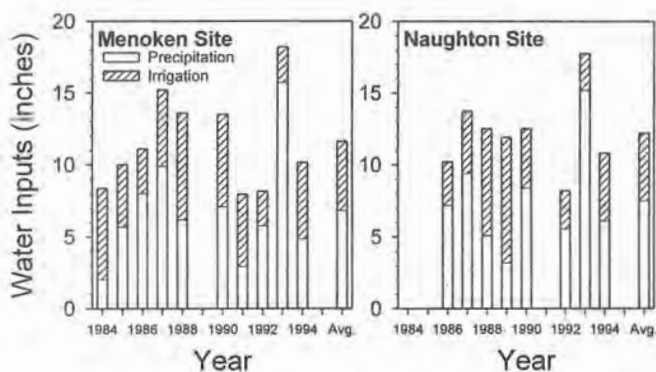 20
15
10
5
0
Water Inputs (Inches)
Menoken Site
Precipitation
Irrigation
1984 1986 1988 1990 1992 1994 Avg.
Year
20
15
10
5
0
Naughton Site
1984 1986 1988 1990 1992 1994 Avg.
Year